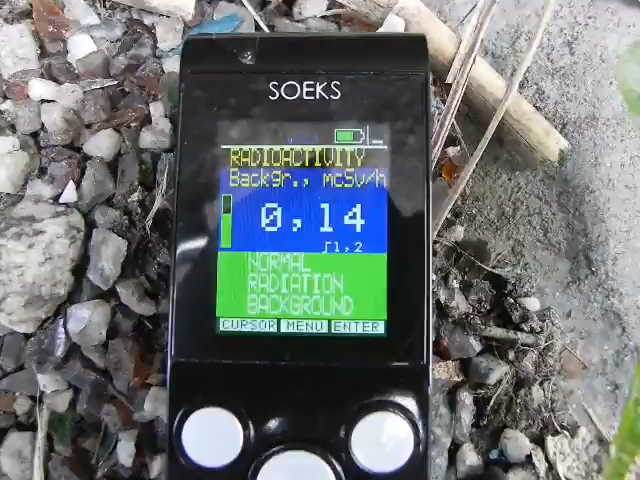 SOEKS
RADIOACTIVITY
Backgr., mcSv/h
0,14
∫1,2
NORMAL
RADIATION
BACKGROUND
CURSOR MENU ENTER